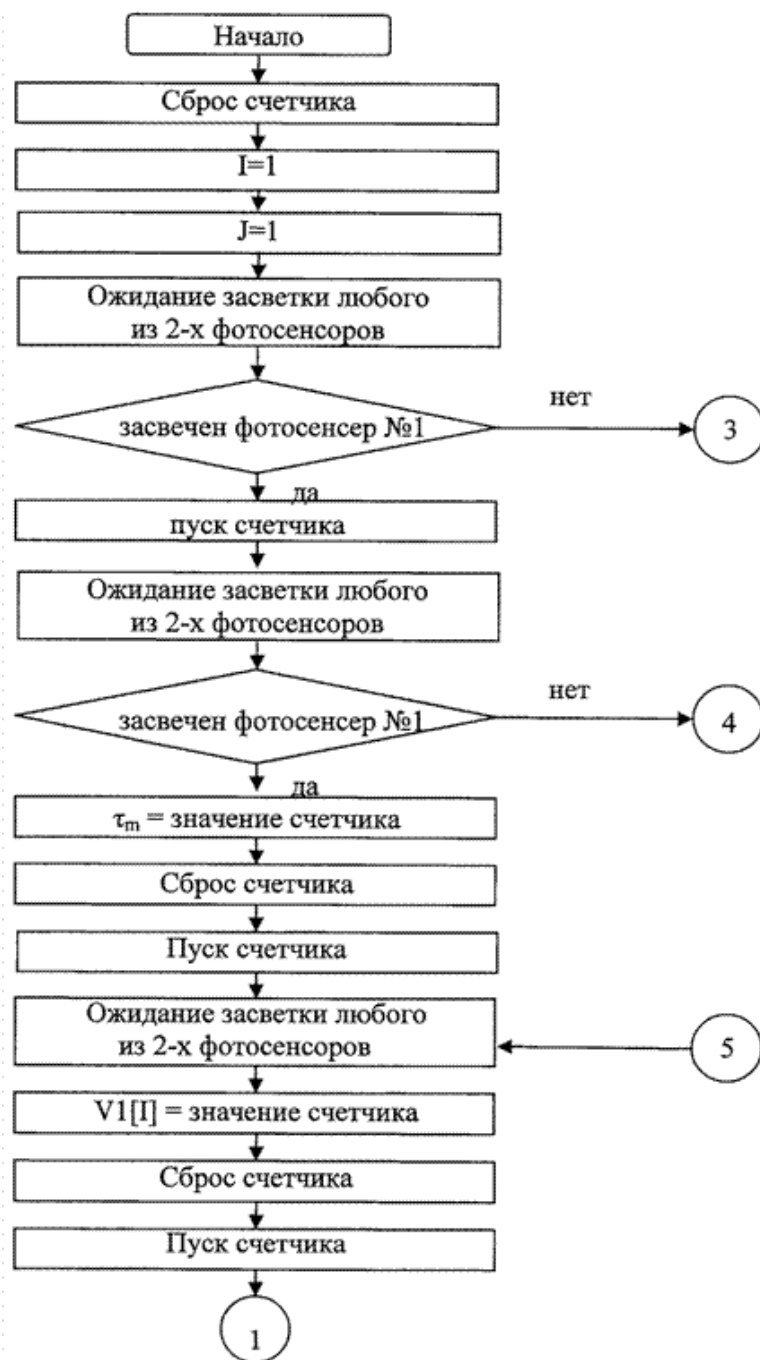 Начало
Сброс счетчика
I=1
J=1
Ожидание засветки любого
из 2-х фотосенсоров
засвечен фотосенсер №1
нет
3
да
пуск счетчика
Ожидание засветки любого
из 2-х фотосенсоров
засвечен фотосенсер №1
нет
4
да
τm = значение счетчика
Сброс счетчика
Пуск счетчика
Ожидание засветки любого
из 2-х фотосенсоров
5
V1[I] = значение счетчика
Сброс счетчика
Пуск счетчика
1